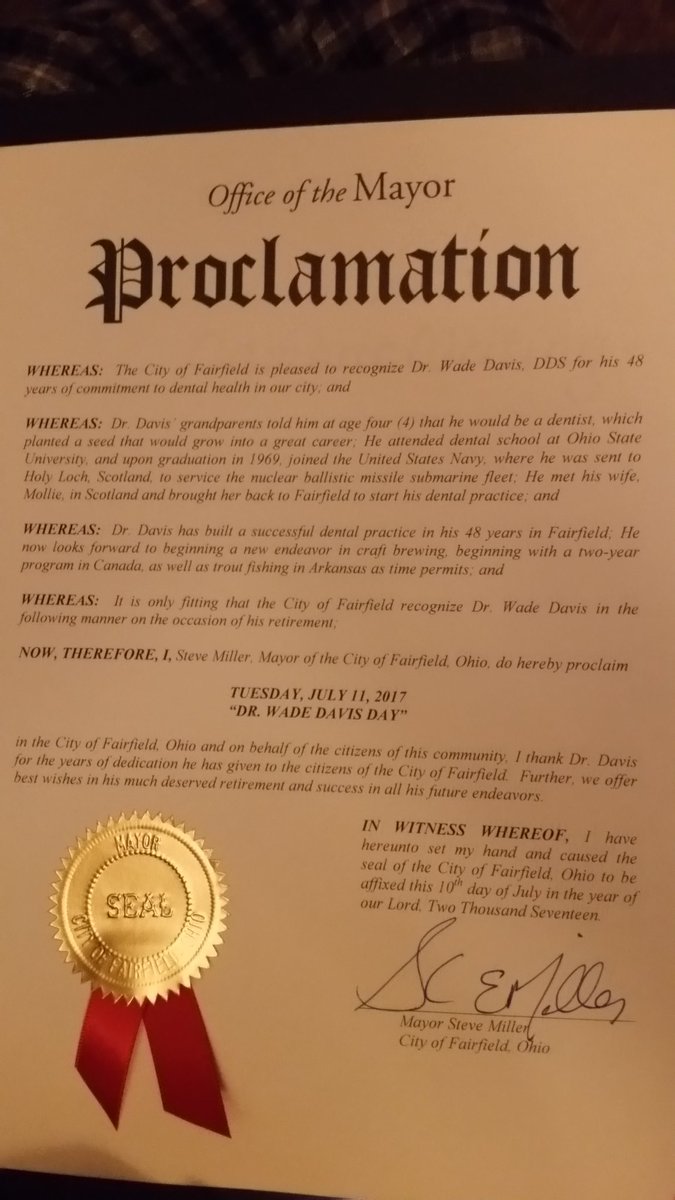 Office of the Mayor
Proclamation
WHEREAS: The City of Fairfield is pleased to recognize Dr. Wade Davis, DDS for his 48
years of commitment to dental health in our city; and
WHEREAS: Dr. Davis' grandparents told him at age four (4) that he would be a dentist, which
planted a seed that would grow into a great career; He attended dental school at Ohio State
University, and upon graduation in 1969, joined the United States Navy, where he was sent to
Holy Loch, Scotland, to service the nuclear ballistic missile submarine fleet; He met his wife,
Mollie, in Scotland and brought her back to Fairfield to start his dental practice; and
WHEREAS: Dr. Davis has built a successful dental practice in his 48 years in Fairfield; He
now looks forward to beginning a new endeavor in craft brewing, beginning with a two-year
program in Canada, as well as trout fishing in Arkansas as time permits; and
WHEREAS: It is only fitting that the City of Fairfield recognize Dr. Wade Davis in the
following manner on the occasion of his retirement;
NOW, THEREFORE, I, Steve Miller, Mayor of the City of Fairfield, Ohio, do hereby proclaim
TUESDAY, JULY 11, 2017
"DR. WADE DAVIS DAY"
in the City of Fairfield, Ohio and on behalf of the citizens of this community, I thank Dr. Davis
for the years of dedication he has given to the citizens of the City of Fairfield. Further, we offer
best wishes in his much deserved retirement and success in all his future endeavors.
IN WITNESS WHEREOF, I have
hereunto set my hand and caused the
seal of the City of Fairfield, Ohio to be
affixed this 10th day of July in the year of
our Lord, Two Thousand Seventeen.
MAYOR
SEAL
CITY OF FAIRFIELD, OHIO
SC E Miller
Mayor Steve Miller
City of Fairfield, Ohio